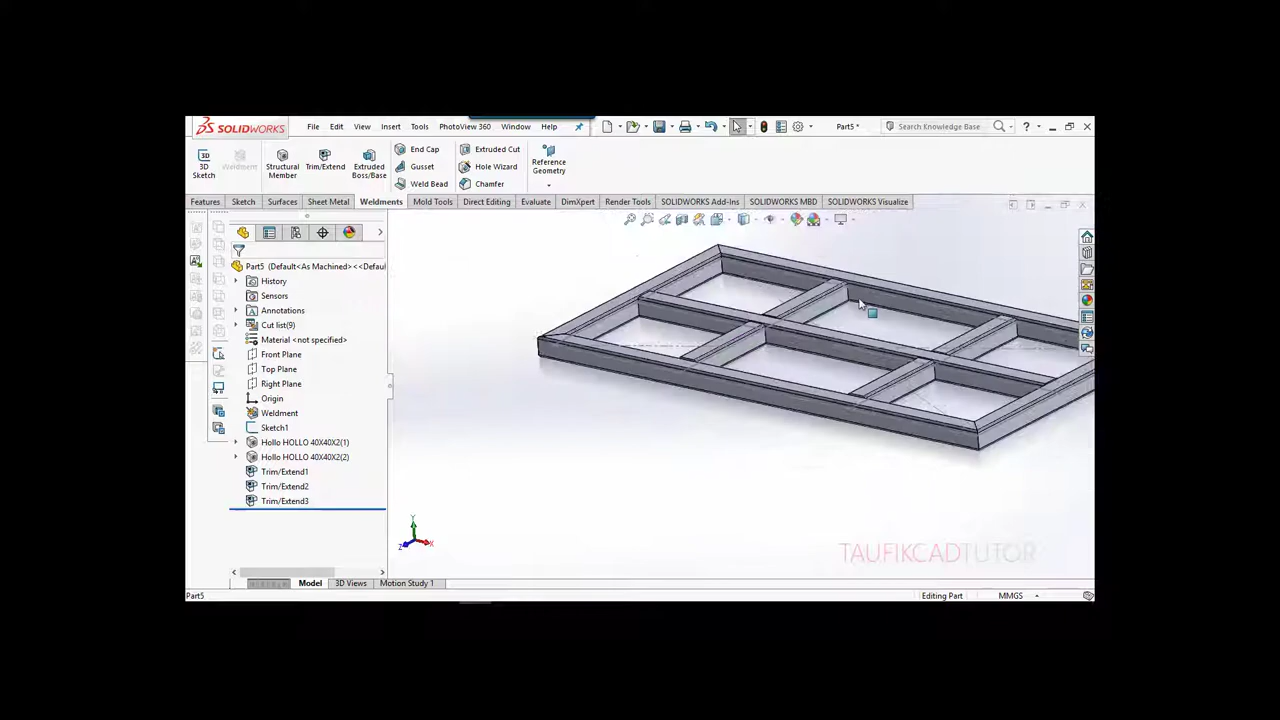 SOLIDWORKS File Edit View Insert Tools PhotoView 360 Window Help Part5 * Search Knowledge Base ?
3D Sketch Weldment Structural Member Trim/Extend Extruded Boss/Base End Cap Extruded Cut Reference Geometry
Gusset Hole Wizard
Weld Bead Chamfer
Features Sketch Surfaces Sheet Metal Weldments Mold Tools Direct Editing Evaluate DimXpert Render Tools SOLIDWORKS Add-Ins SOLIDWORKS MBD SOLIDWORKS Visualize
Part5 (Default<As Machined><<Defau
History
Sensors
Annotations
Cut list(9)
Material <not specified>
Front Plane
Top Plane
Right Plane
Origin
Weldment
Sketch1
Hollo HOLLO 40X40X2(1)
Hollo HOLLO 40X40X2(2)
Trim/Extend1
Trim/Extend2
Trim/Extend3
Y
Z X
TAUFIKCADTUTOR
Model 3D Views Motion Study 1
Part5 Editing Part MMGS